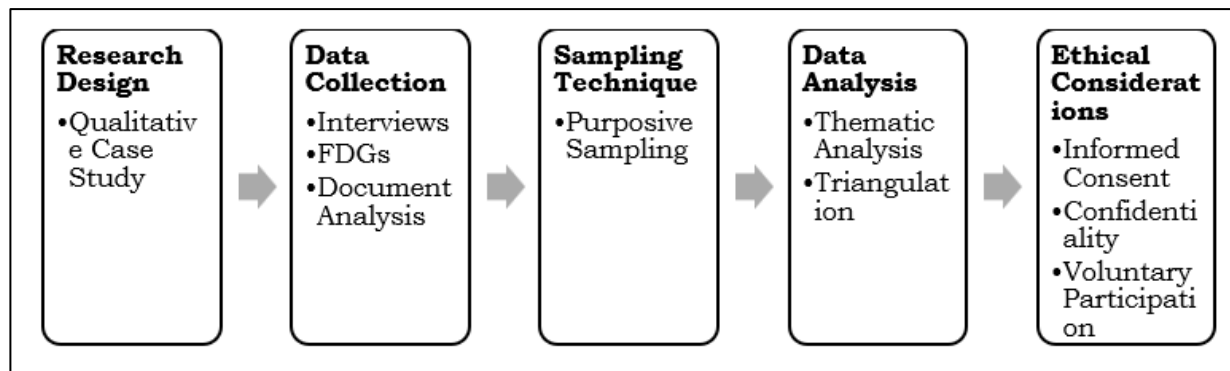 Research
Design
•Qualitativ
e Case
Study
Data
Collection
•Interviews
•FDGs
•Document
Analysis
Sampling
Technique
•Purposive
Sampling
Data
Analysis
•Thematic
Analysis
•Triangulat
ion
Ethical
Considerat
ions
•Informed
Consent
•Confidenti
ality
•Voluntary
Participati
on